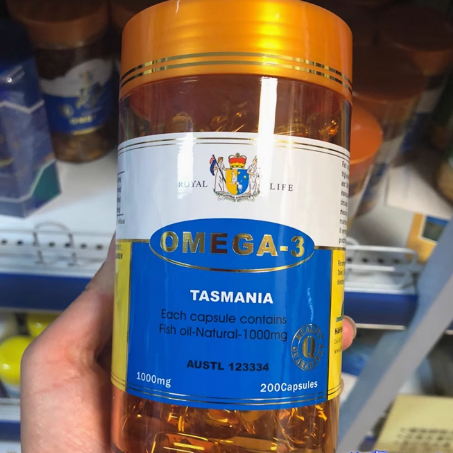 ROYAL LIFE
OMEGA-3
TASMANIA
Each capsule contains
Fish oil-Natural-1000mg
AUSTL 123334
1000mg
200Capsules